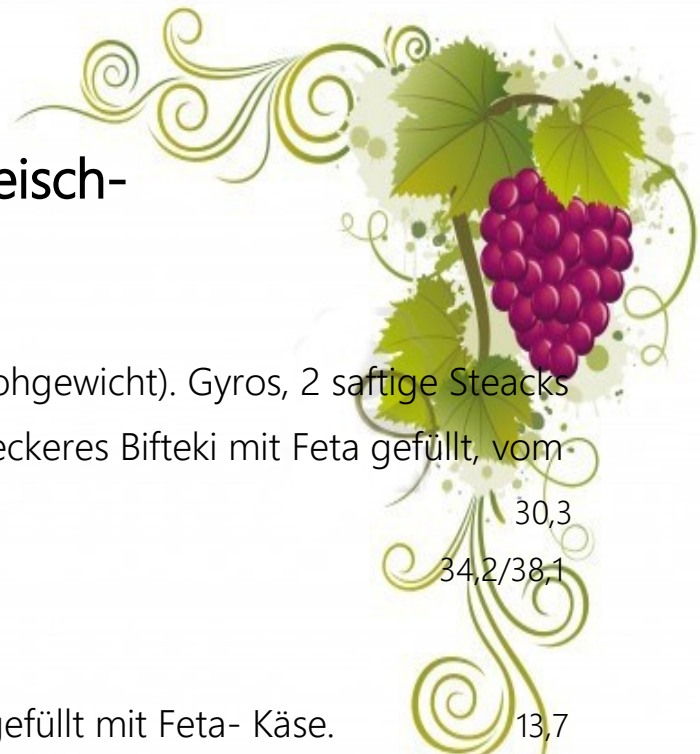 eisch-
ohgewicht). Gyros, 2 saftige Steacks
eckeres Bifteki mit Feta gefüllt, vom
30,3
34,2/38,1
gefüllt mit Feta- Käse. 13,7